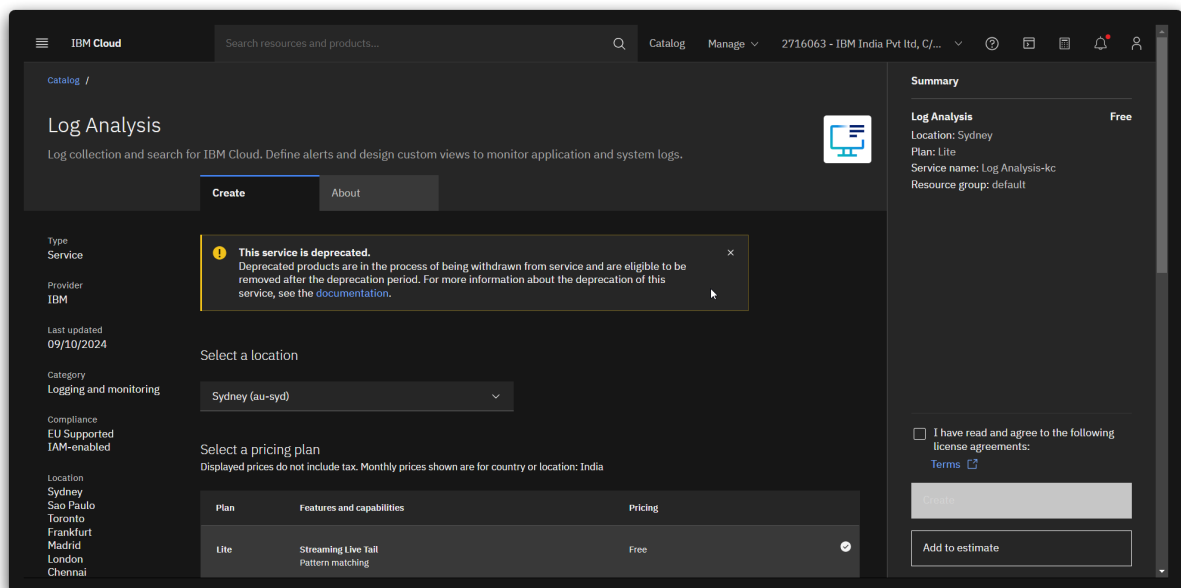 IBM Cloud
Search resources and products...
Catalog
Manage
2716063 - IBM India Pvt ltd, C/...
Catalog /
Log Analysis
Log collection and search for IBM Cloud. Define alerts and design custom views to monitor application and system logs.
Create
About
Type
Service
Provider
IBM
Last updated
09/10/2024
Category
Logging and monitoring
Compliance
EU Supported
IAM-enabled
Location
Sydney
Sao Paulo
Toronto
Frankfurt
Madrid
London
Chennai
This service is deprecated.
Deprecated products are in the process of being withdrawn from service and are eligible to be
removed after the deprecation period. For more information about the deprecation of this
service, see the documentation.
Select a location
Sydney (au-syd)
Select a pricing plan
Displayed prices do not include tax. Monthly prices shown are for country or location: India
Plan
Features and capabilities
Pricing
Lite
Streaming Live Tail
Free
Pattern matching
Summary
Log Analysis
Free
Location: Sydney
Plan: Lite
Service name: Log Analysis-kc
Resource group: default
I have read and agree to the following
license agreements:
Terms
Create
Add to estimate